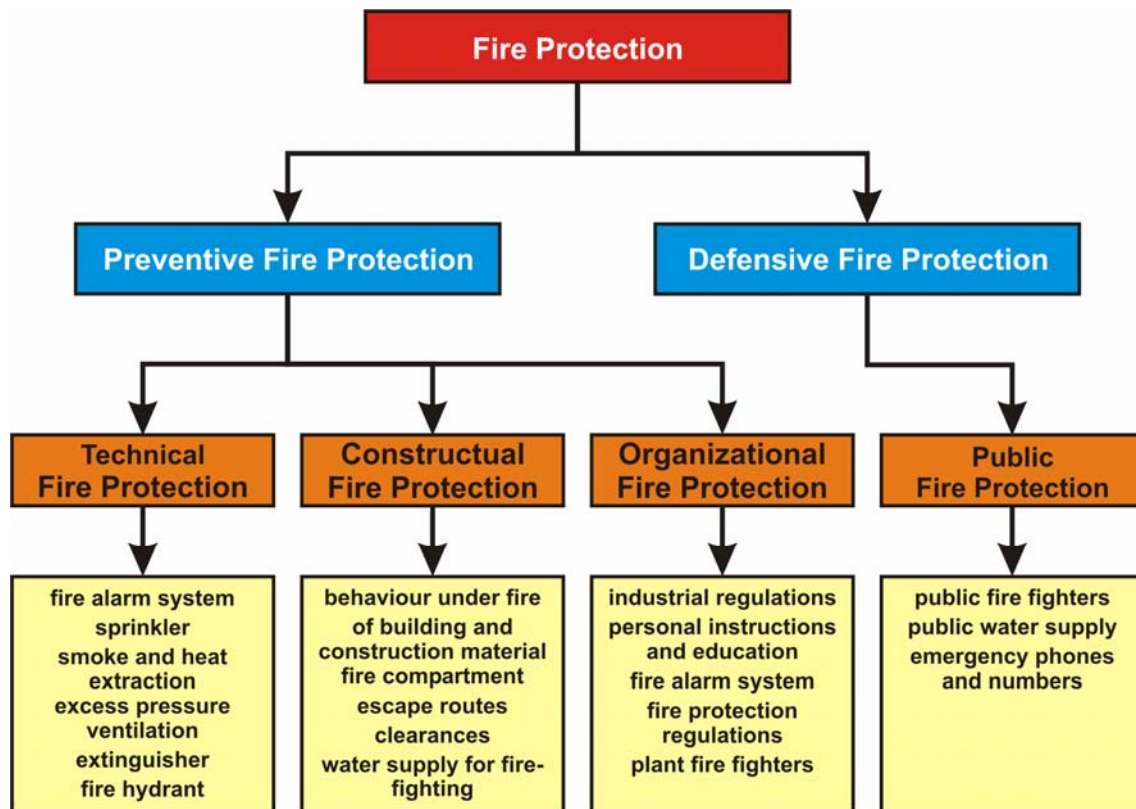 Fire Protection
Preventive Fire Protection
Defensive Fire Protection
Technical
Fire Protection
Constructual
Fire Protection
Organizational
Fire Protection
Public
Fire Protection
fire alarm system
sprinkler
smoke and heat
extraction
excess pressure
ventilation
extinguisher
fire hydrant
behaviour under fire
of building and
construction material
fire compartment
escape routes
clearances
water supply for fire-
fighting
industrial regulations
personal instructions
and education
fire alarm system
fire protection
regulations
plant fire fighters
public fire fighters
public water supply
emergency phones
and numbers